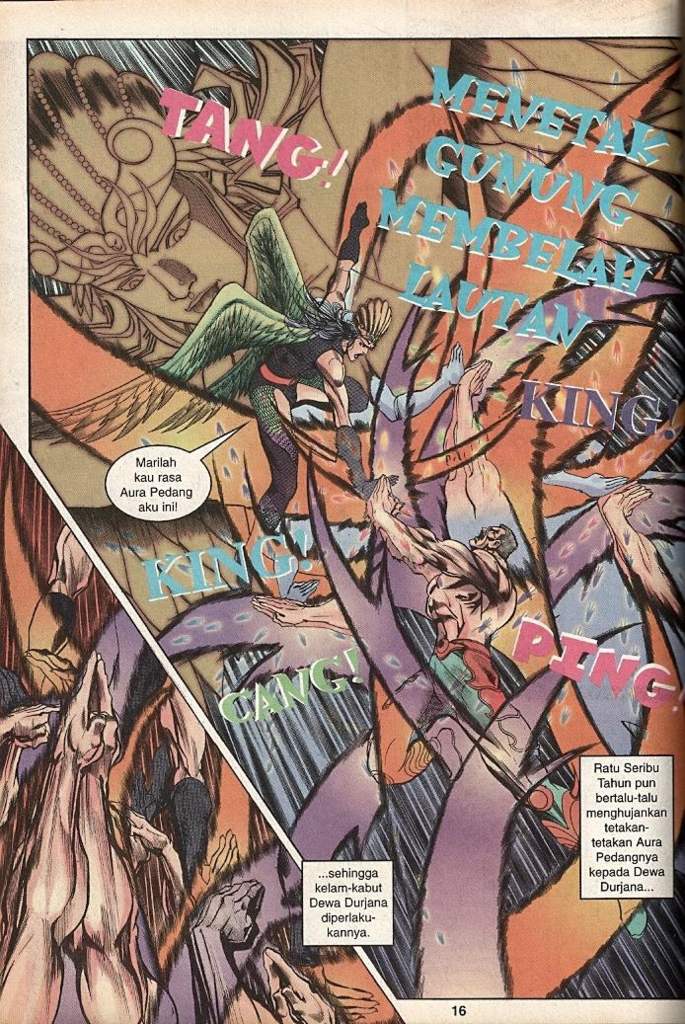 TANG!
MENETAK
GUNUNG
MEMBELAH
LAUTAN
KING!
Marilah
kau rasa
Aura Pedang
aku ini!
KING!
PING!
CANG!
Ratu Seribu
Tahun pun
bertalu-talu
menghujankan
tetakan-
tetakan Aura
Pedangnya
kepada Dewa
Durjana...
...sehingga
kelam-kabut
Dewa Durjana
diperlaku-
kannya.
16